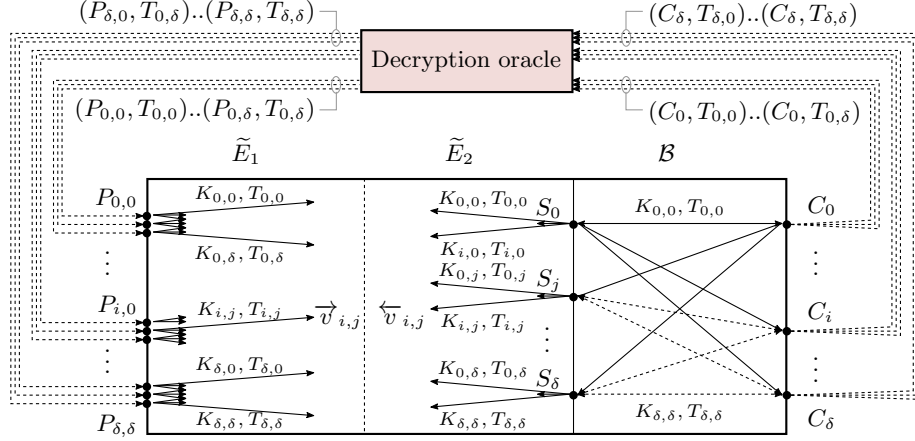 (P_{δ,0}, T_{0,δ})..(P_{δ,δ}, T_{δ,δ})
(C_δ, T_{δ,0})..(C_δ, T_{δ,δ})
Decryption oracle
(P_{0,0}, T_{0,0})..(P_{0,δ}, T_{0,δ})
(C_0, T_{0,0})..(C_0, T_{0,δ})
Ẽ_1
Ẽ_2
ℬ
P_{0,0}
K_{0,0}, T_{0,0}
K_{0,0}, T_{0,0}
S_0
K_{0,0}, T_{0,0}
C_0
K_{0,δ}, T_{0,δ}
K_{i,0}, T_{i,0}
⋮
K_{0,j}, T_{0,j}
S_j
⋮
P_{i,0}
K_{i,j}, T_{i,j}
→v_{i,j}
←v_{i,j}
K_{i,j}, T_{i,j}
C_i
⋮
⋮
⋮
K_{δ,0}, T_{δ,0}
K_{0,δ}, T_{0,δ}
S_δ
P_{δ,δ}
K_{δ,δ}, T_{δ,δ}
K_{δ,δ}, T_{δ,δ}
K_{δ,δ}, T_{δ,δ}
C_δ